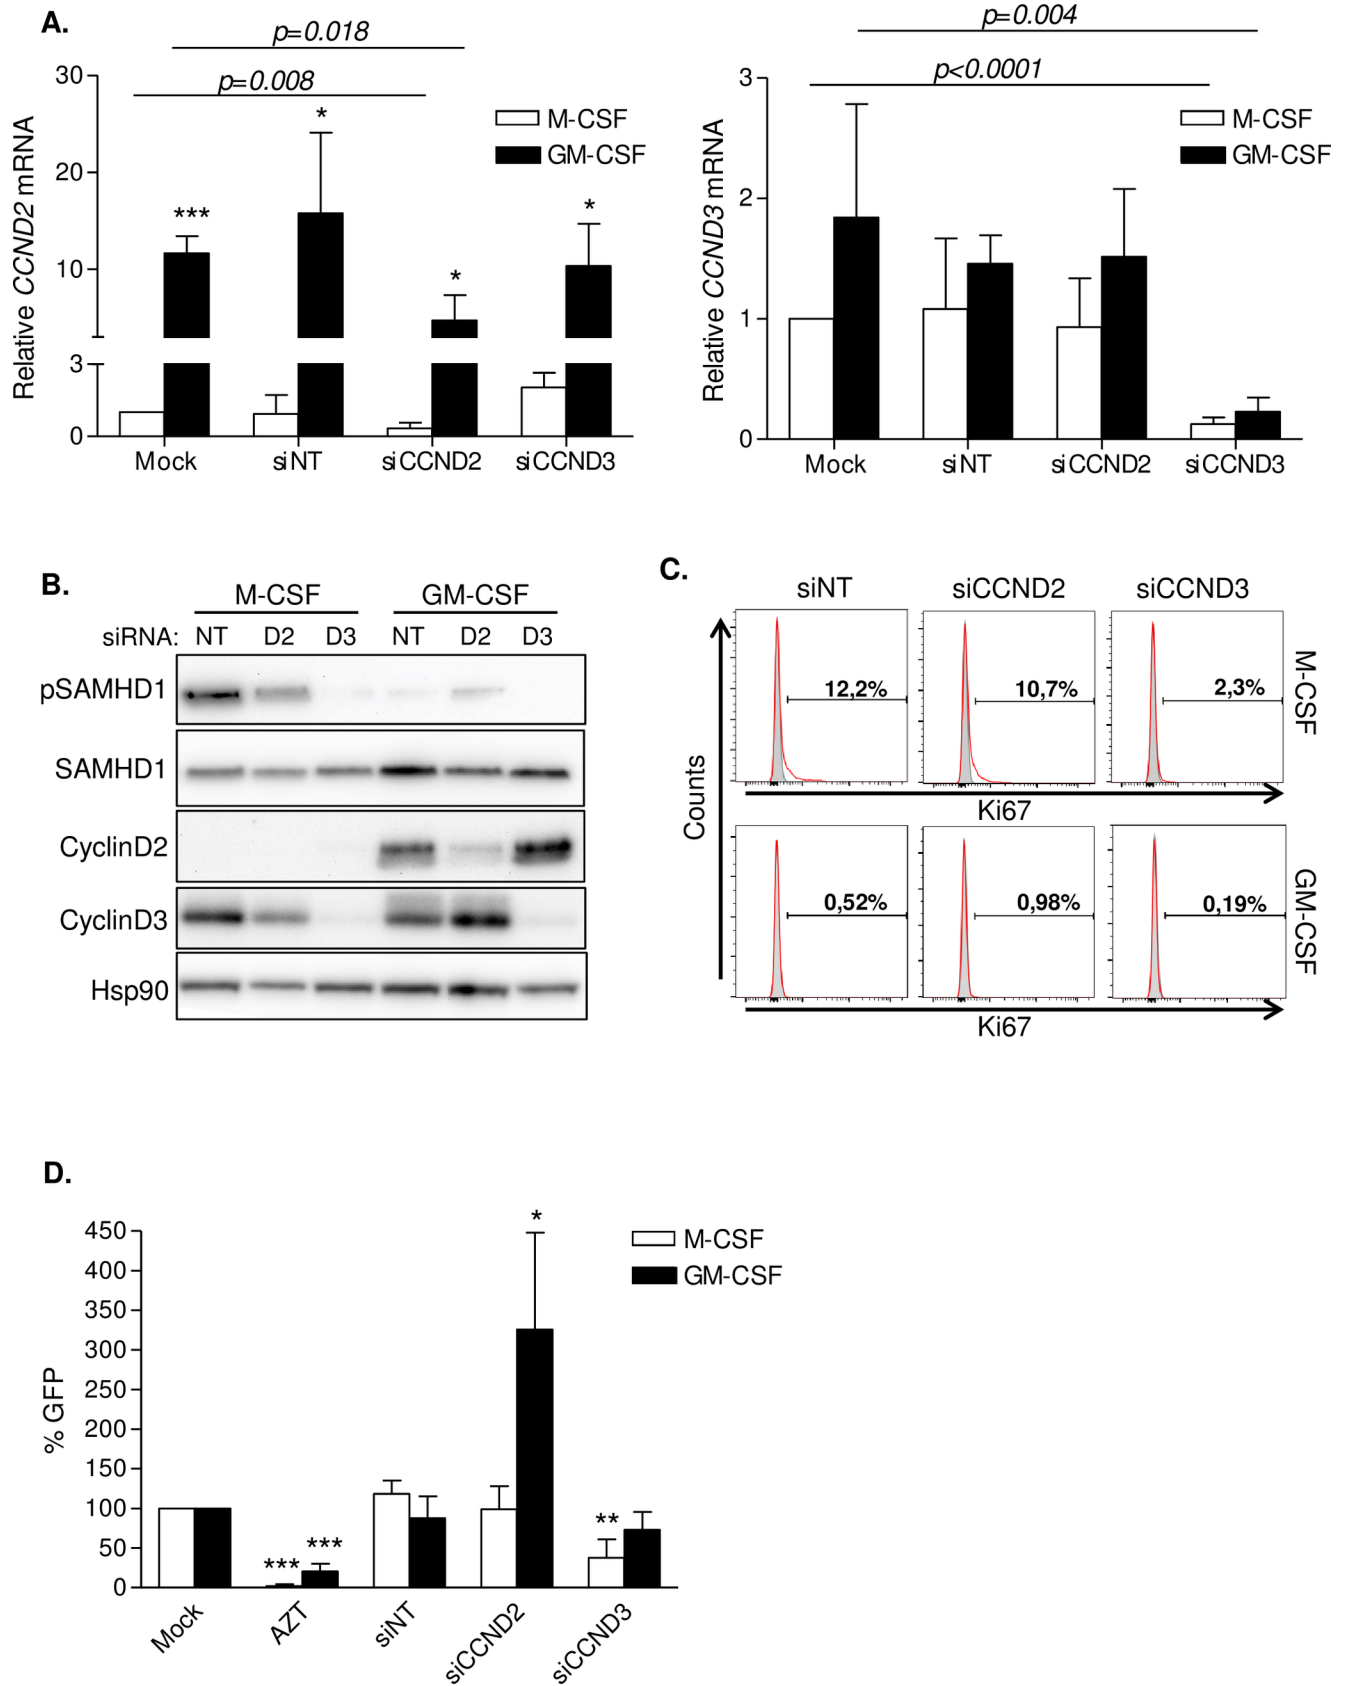 A.
p=0.018
p=0.008
Relative CCND2 mRNA
30
20
10
3
0
***
*
*
*
M-CSF
GM-CSF
Mock siNT siCCND2 siCCND3
p=0.004
p<0.0001
Relative CCND3 mRNA
3
2
1
0
M-CSF
GM-CSF
Mock siNT siCCND2 siCCND3
B.
M-CSF GM-CSF
siRNA: NT D2 D3 NT D2 D3
pSAMHD1
SAMHD1
CyclinD2
CyclinD3
Hsp90
C.
siNT siCCND2 siCCND3
12,2% 10,7% 2,3%
M-CSF
Ki67
Counts
0,52% 0,98% 0,19%
GM-CSF
Ki67
D.
% GFP
450
400
350
300
250
200
150
100
50
0
*** ***
*
**
M-CSF
GM-CSF
Mock AZT siNT siCCND2 siCCND3